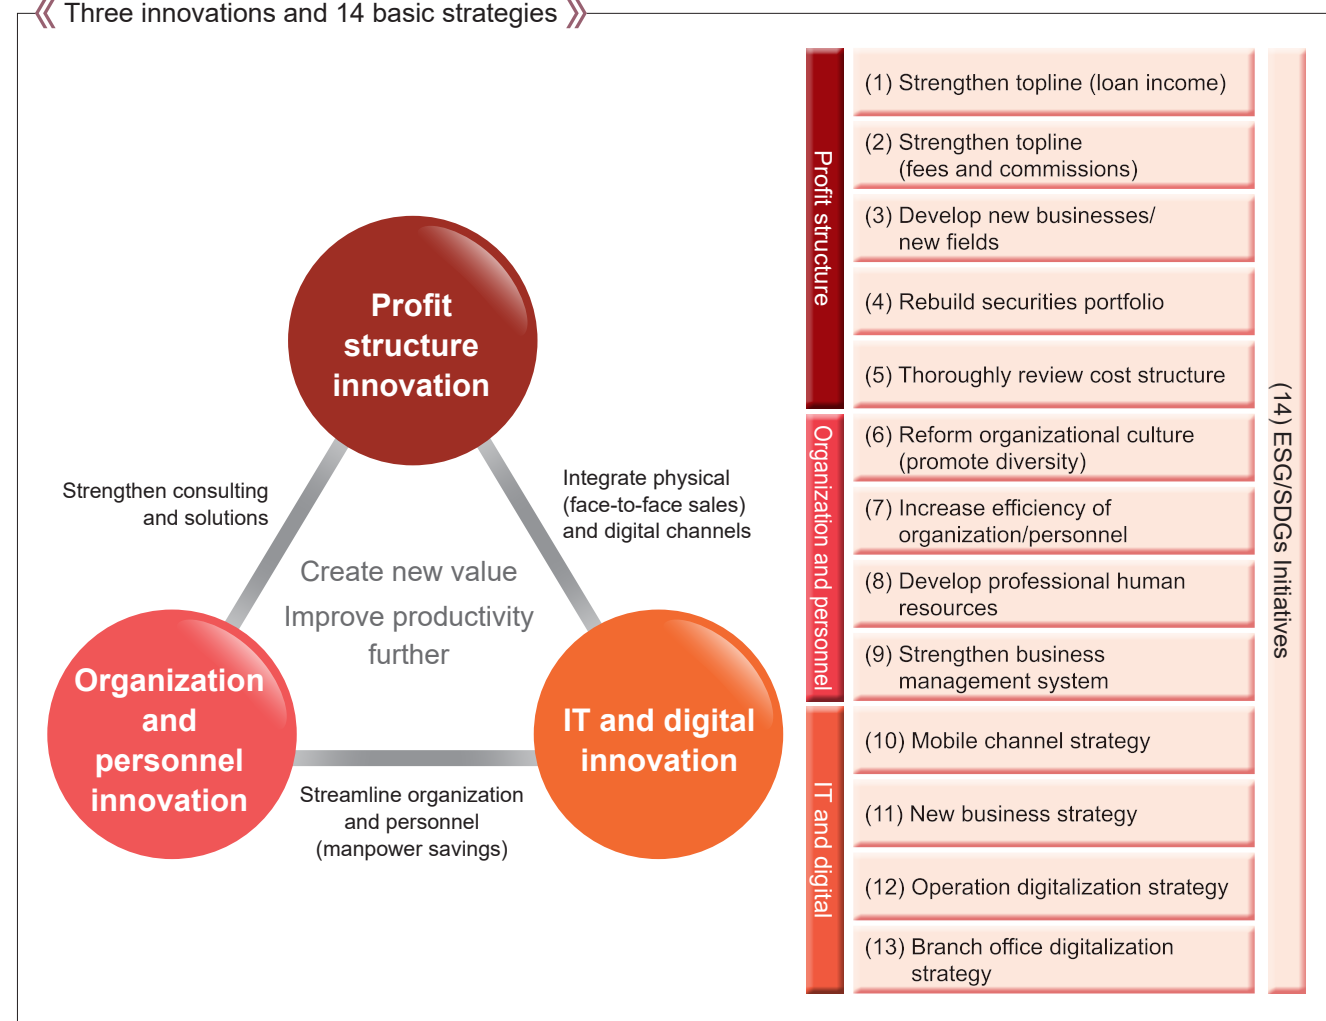 Three innovations and 14 basic strategies
Profit
structure
innovation
Strengthen consulting
and solutions
Integrate physical
(face-to-face sales)
and digital channels
Create new value
Improve productivity
further
Organization
and
personnel
innovation
IT and digital
innovation
Streamline organization
and personnel
(manpower savings)
Profit structure
(1) Strengthen topline (loan income)
(2) Strengthen topline
(fees and commissions)
(3) Develop new businesses/
new fields
(4) Rebuild securities portfolio
(5) Thoroughly review cost structure
Organization and personnel
(6) Reform organizational culture
(promote diversity)
(7) Increase efficiency of
organization/personnel
(8) Develop professional human
resources
(9) Strengthen business
management system
IT and digital
(10) Mobile channel strategy
(11) New business strategy
(12) Operation digitalization strategy
(13) Branch office digitalization
strategy
(14) ESG/SDGs Initiatives